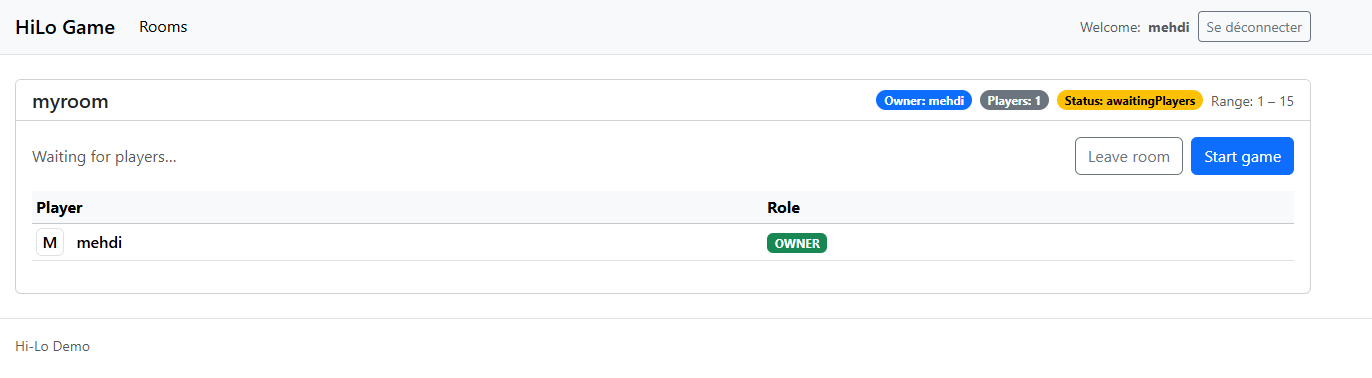 HiLo Game Rooms Welcome: mehdi Se déconnecter
myroom Owner: mehdi Players: 1 Status: awaitingPlayers Range: 1 – 15
Waiting for players... Leave room Start game
Player Role
M mehdi OWNER
Hi-Lo Demo